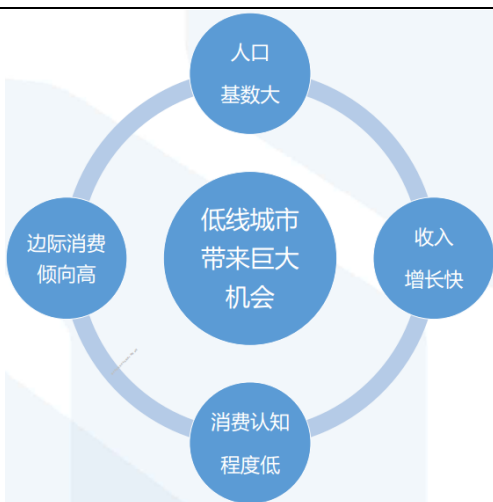 人口
基数大
低线城市
带来巨大
机会
边际消费
倾向高
收入
增长快
消费认知
程度低